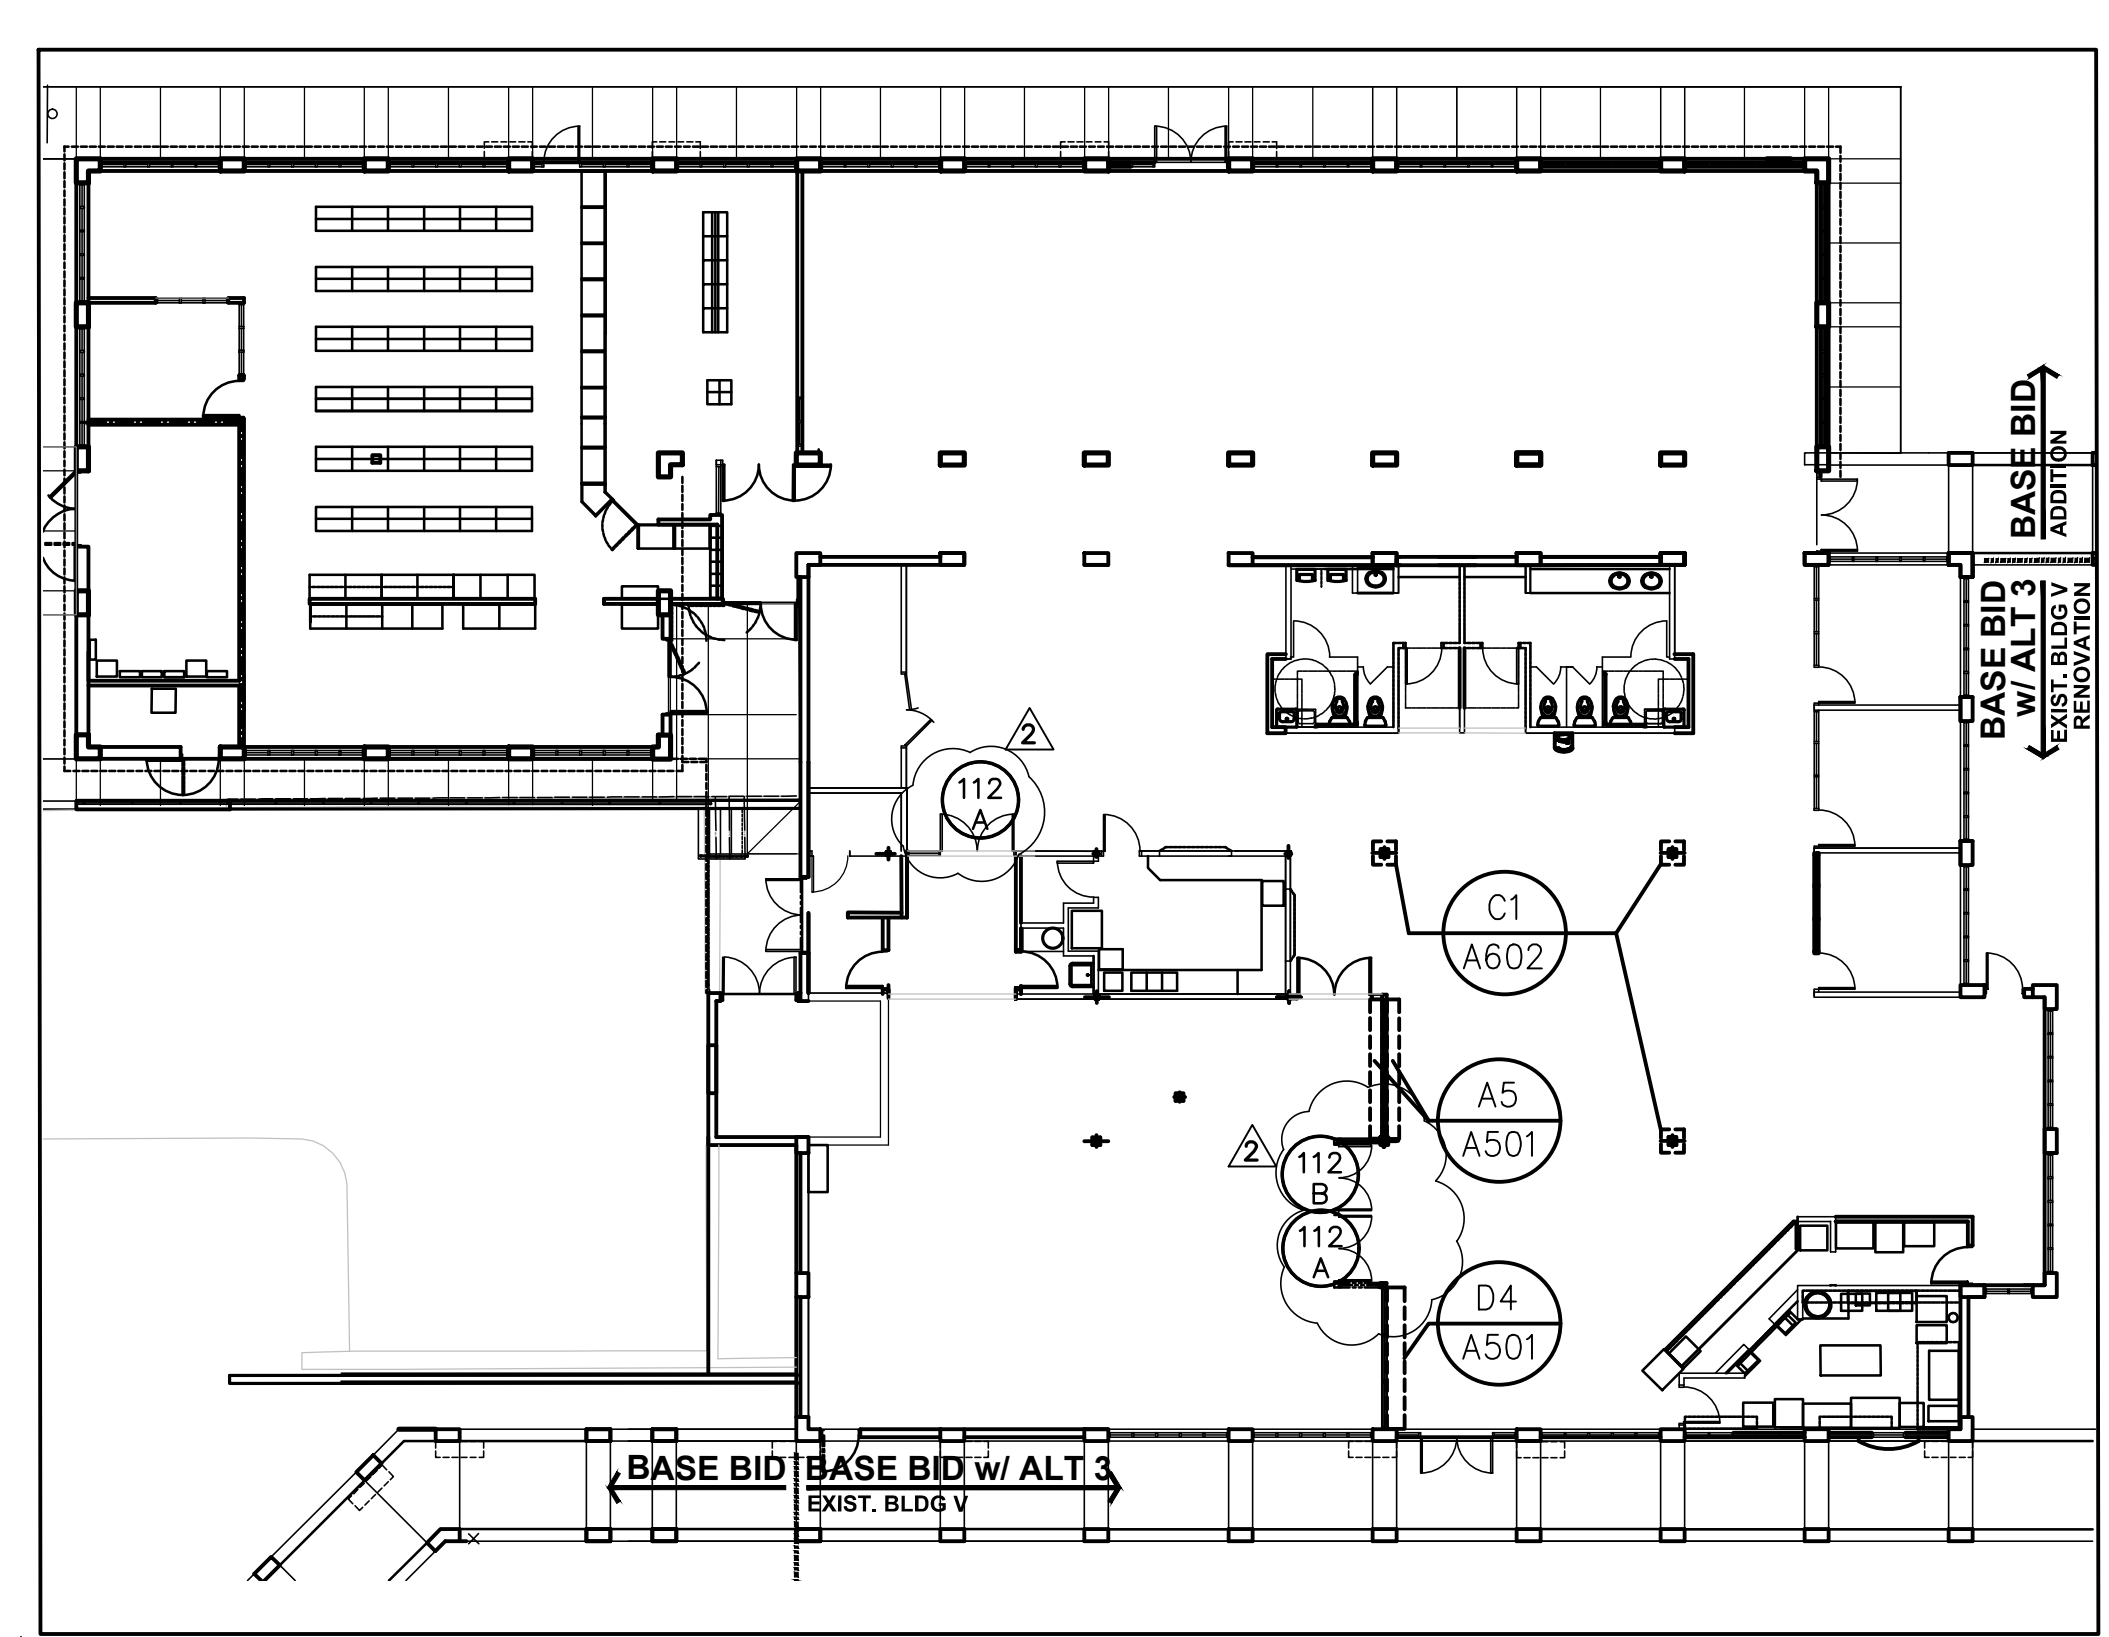 BASE BID
ADDITION
BASE BID
w/ ALT 3
EXIST. BLDG V
RENOVATION
2
112
A
C1
A602
A5
A501
2
112
B
112
A
D4
A501
BASE BID
BASE BID w/ ALT 3
EXIST. BLDG V